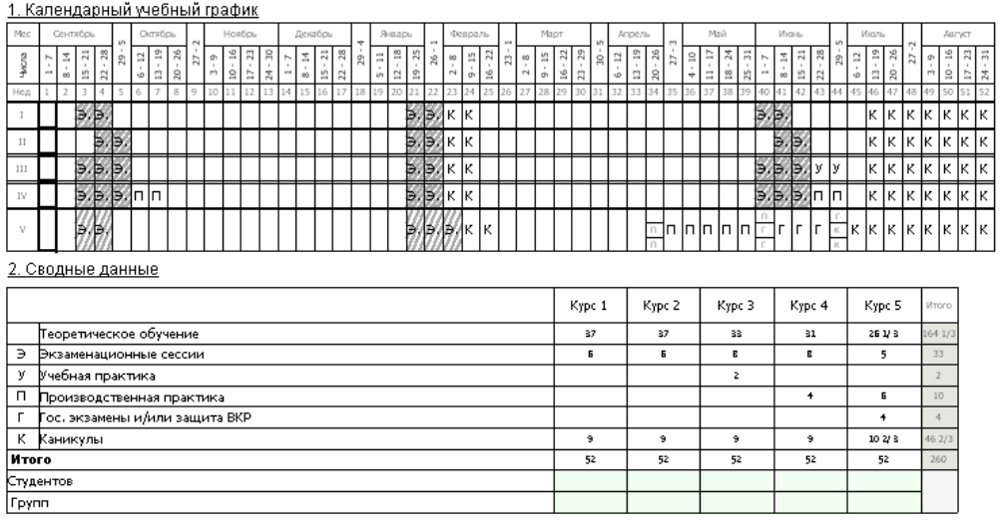 1. Календарный учебный график
Мес Сентябрь Октябрь Ноябрь Декабрь Январь Февраль Март Апрель Май Июнь Июль Август
Числа 1 - 7 8 - 14 15 - 21 22 - 28 29 - 5 6 - 12 13 - 19 20 - 26 27 - 2 3 - 9 10 - 16 17 - 23 24 - 30 1 - 7 8 - 14 15 - 21 22 - 28 29 - 4 5 - 11 12 - 18 19 - 25 26 - 1 2 - 8 9 - 15 16 - 22 23 - 1 2 - 8 9 - 15 16 - 22 23 - 29 30 - 5 6 - 12 13 - 19 20 - 26 27 - 3 4 - 10 11 - 17 18 - 24 25 - 31 1 - 7 8 - 14 15 - 21 22 - 28 29 - 5 6 - 12 13 - 19 20 - 26 27 -2 3 - 9 10 - 16 17 - 23 24 - 31
Нед 1 2 3 4 5 6 7 8 9 10 11 12 13 14 15 16 17 18 19 20 21 22 23 24 25 26 27 28 29 30 31 32 33 34 35 36 37 38 39 40 41 42 43 44 45 46 47 48 49 50 51 52
I Э Э Э Э К К Э Э К К К К К К К
II Э Э Э Э К К Э Э К К К К К К К
III Э Э Э Э Э К К Э Э Э У У К К К К К К К
IV Э Э Э П П Э Э К К Э Э Э П П К К К К К К К
V Э Э Э Э Э К К П П П П П П П П Г Г Г Г Г К К К К К К К К К
2. Сводные данные
Курс 1 Курс 2 Курс 3 Курс 4 Курс 5 Итого
Теоретическое обучение 37 37 33 31 26 1/3 164 1/3
Э Экзаменационные сессии 6 6 8 8 5 33
У Учебная практика 2 2
П Производственная практика 4 6 10
Г Гос. экзамены и/или защита ВКР 4 4
К Каникулы 9 9 9 9 10 2/3 46 2/3
Итого 52 52 52 52 52 260
Студентов
Групп